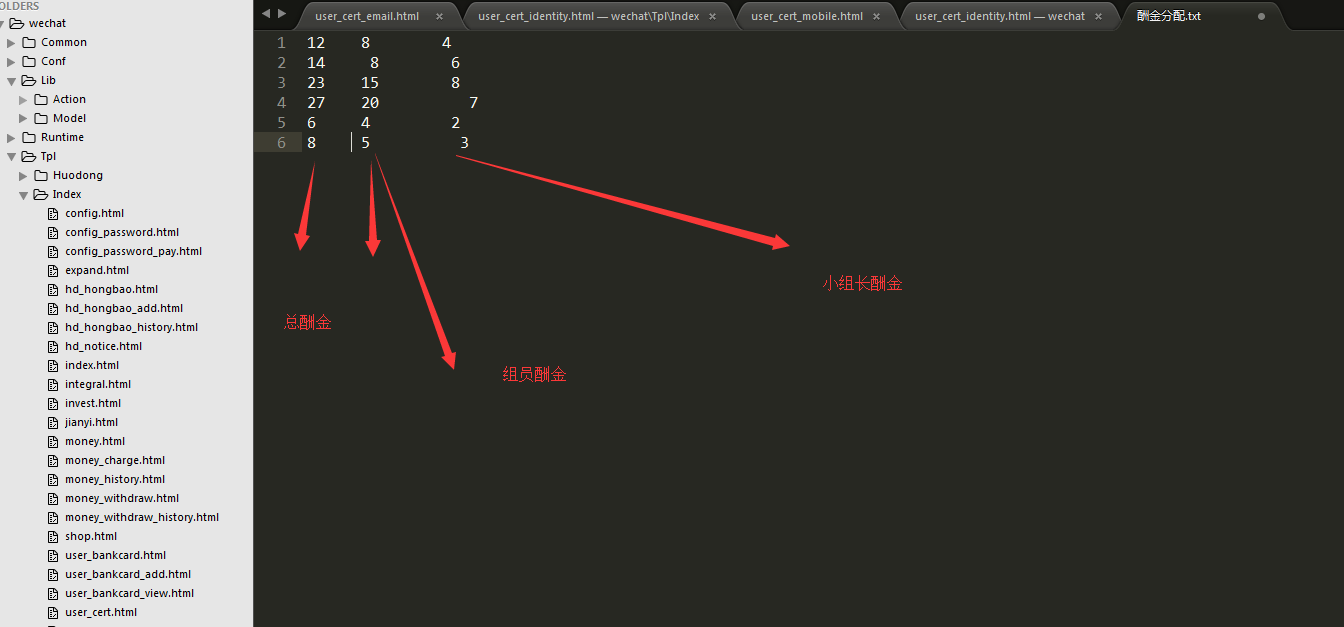 OLDERS
wechat
Common
Conf
Lib
Action
Model
Runtime
Tpl
Huodong
Index
config.html
config_password.html
config_password_pay.html
expand.html
hd_hongbao.html
hd_hongbao_add.html
hd_hongbao_history.html
hd_notice.html
index.html
integral.html
invest.html
jianyi.html
money.html
money_charge.html
money_history.html
money_withdraw.html
money_withdraw_history.html
shop.html
user_bankcard.html
user_bankcard_add.html
user_bankcard_view.html
user_cert.html
user_cert_email.html × user_cert_identity.html — wechat\Tpl\Index × user_cert_mobile.html × user_cert_identity.html — wechat × 酬金分配.txt
1 12 8 4
2 14 8 6
3 23 15 8
4 27 20 7
5 6 4 2
6 8 5 3
小组长酬金
总酬金
组员酬金